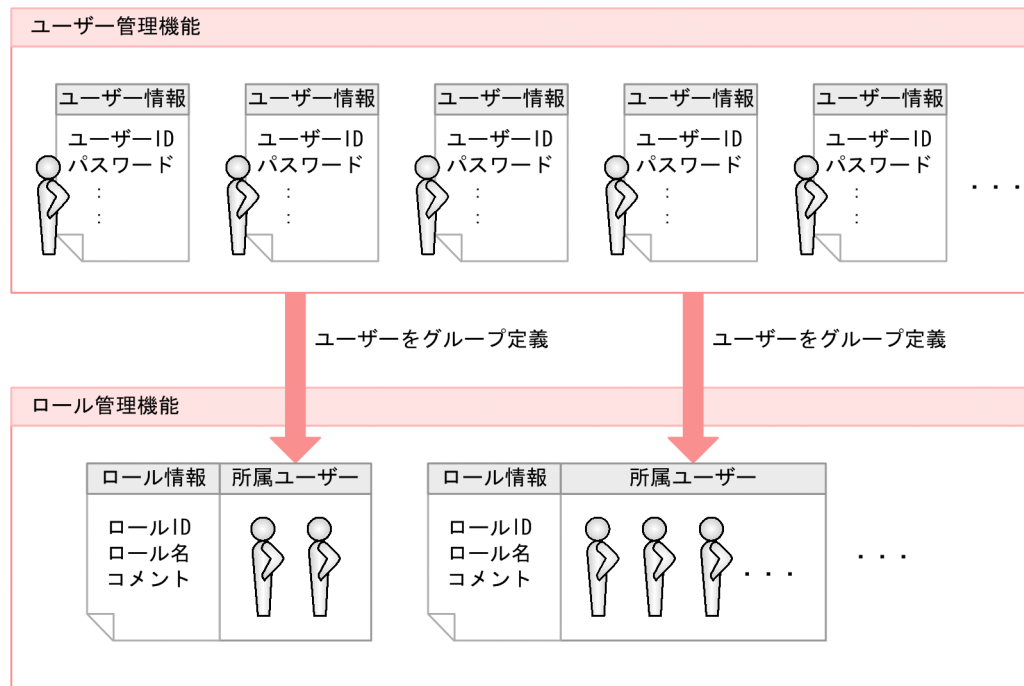 ユーザー管理機能
ユーザー情報
ユーザーID
パスワード
:
:
ユーザー情報
ユーザーID
パスワード
:
:
ユーザー情報
ユーザーID
パスワード
:
:
ユーザー情報
ユーザーID
パスワード
:
:
ユーザー情報
ユーザーID
パスワード
:
:
・・・
ユーザーをグループ定義
ユーザーをグループ定義
ロール管理機能
ロール情報
所属ユーザー
ロールID
ロール名
コメント
ロール情報
所属ユーザー
ロールID
ロール名
コメント
・・・
・・・